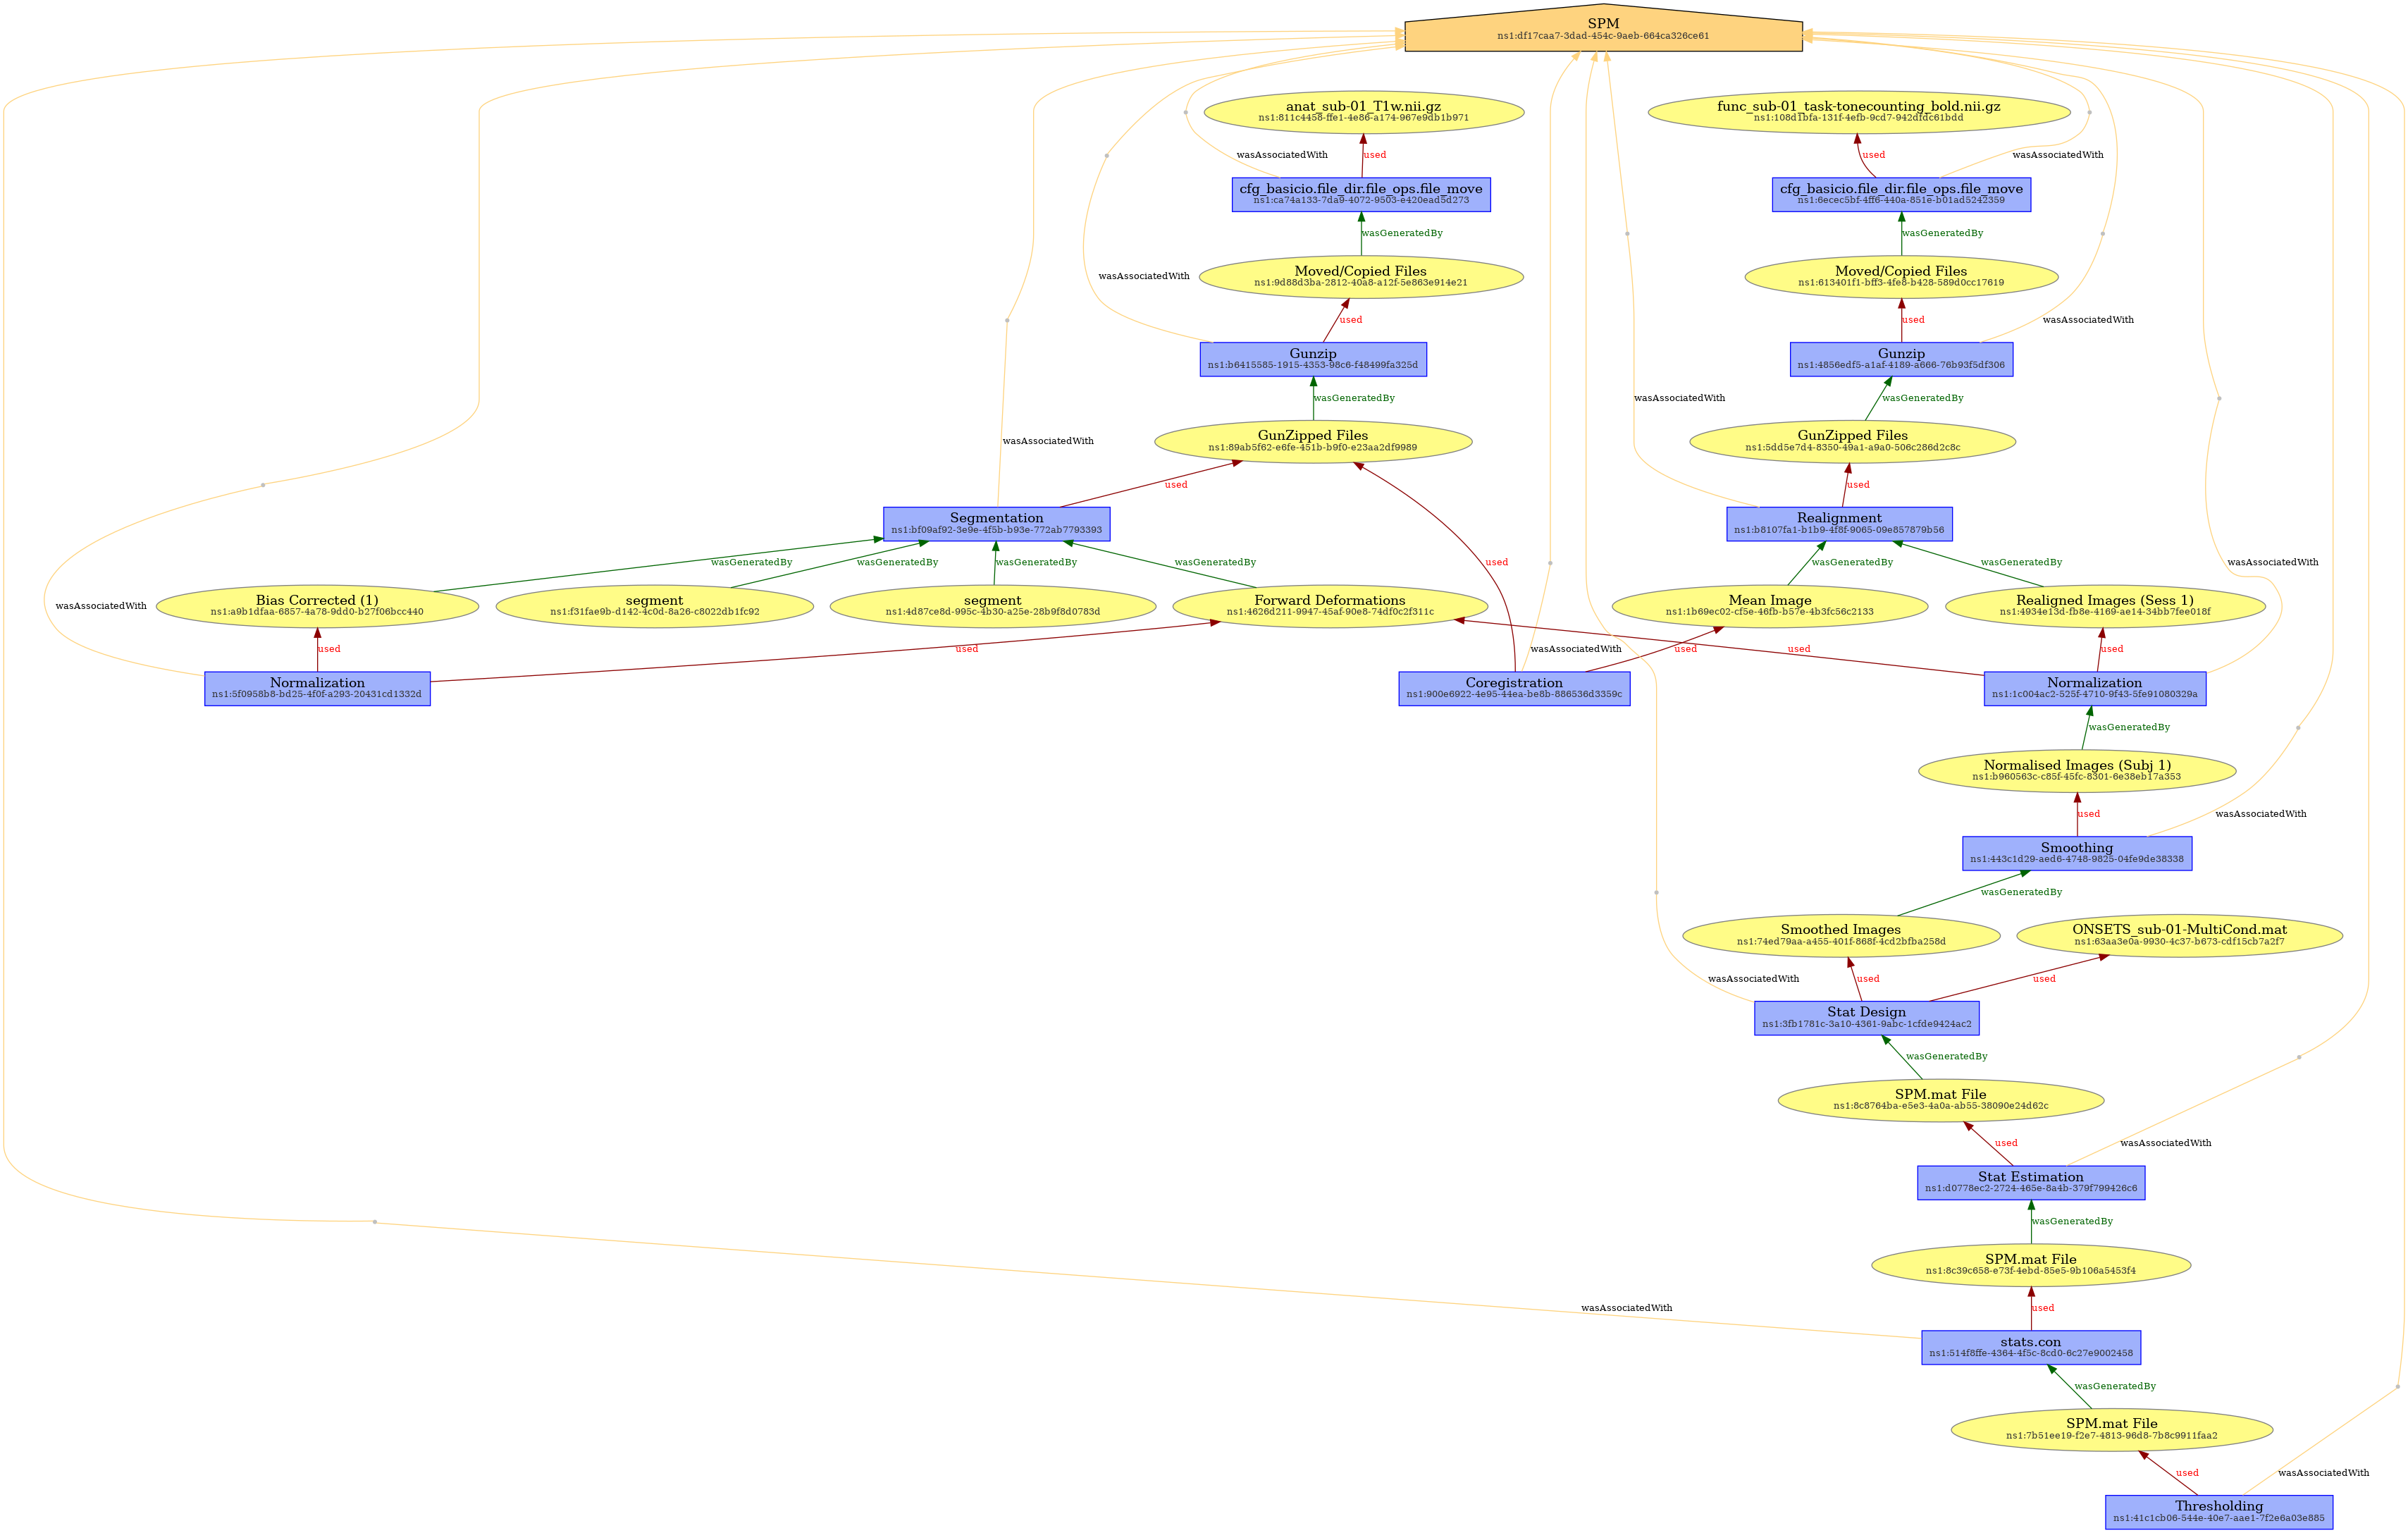 SPM
ns1:df17caa7-3dad-454c-9aeb-664ca326ce61
anat_sub-01_T1w.nii.gz
ns1:811c4458-ffe1-4e86-a174-967e9db1b971
func_sub-01_task-tonecounting_bold.nii.gz
ns1:108d1bfa-131f-4efb-9cd7-942dfdc61bdd
wasAssociatedWith
used
used
wasAssociatedWith
cfg_basicio.file_dir.file_ops.file_move
ns1:ca74a133-7da9-4072-9503-e420ead5d273
cfg_basicio.file_dir.file_ops.file_move
ns1:6ecec5bf-4ff6-440a-851e-b01ad5242359
wasGeneratedBy
wasGeneratedBy
wasAssociatedWith
Moved/Copied Files
ns1:9d88d3ba-2812-40a8-a12f-5e863e914e21
Moved/Copied Files
ns1:613401f1-bff3-4fe8-b428-589d0cc17619
used
used
wasAssociatedWith
Gunzip
ns1:b6415585-1915-4353-98c6-f48499fa325d
Gunzip
ns1:4856edf5-a1af-4189-a666-76b93f5df306
wasGeneratedBy
wasAssociatedWith
wasGeneratedBy
wasAssociatedWith
GunZipped Files
ns1:89ab5f62-e6fe-451b-b9f0-e23aa2df9989
GunZipped Files
ns1:5dd5e7d4-8350-49a1-a9a0-506c286d2c8c
used
used
Segmentation
ns1:bf09af92-3e9e-4f5b-b93e-772ab7793393
Realignment
ns1:b8107fa1-b1b9-4f8f-9065-09e857879b56
wasGeneratedBy
wasGeneratedBy
wasGeneratedBy
wasGeneratedBy
used
wasGeneratedBy
wasGeneratedBy
wasAssociatedWith
wasAssociatedWith
Bias Corrected (1)
ns1:a9b1dfaa-6857-4a78-9dd0-b27f06bcc440
segment
ns1:f31fae9b-d142-4c0d-8a26-c8022db1fc92
segment
ns1:4d87ce8d-995c-4b30-a25e-28b9f8d0783d
Forward Deformations
ns1:4626d211-9947-45af-90e8-74df0c2f311c
Mean Image
ns1:1b69ec02-cf5e-46fb-b57e-4b3fc56c2133
Realigned Images (Sess 1)
ns1:4934e13d-fb8e-4169-ae14-34bb7fee018f
used
used
wasAssociatedWith
used
used
used
Normalization
ns1:5f0958b8-bd25-4f0f-a293-20431cd1332d
Coregistration
ns1:900e6922-4e95-44ea-be8b-886536d3359c
Normalization
ns1:1c004ac2-525f-4710-9f43-5fe91080329a
wasGeneratedBy
Normalised Images (Subj 1)
ns1:b960563c-c85f-45fc-8301-6e38eb17a353
used
wasAssociatedWith
Smoothing
ns1:443c1d29-aed6-4748-9825-04fe9de38338
wasGeneratedBy
Smoothed Images
ns1:74ed79aa-a455-401f-868f-4cd2bfba258d
ONSETS_sub-01-MultiCond.mat
ns1:63aa3e0a-9930-4c37-b673-cdf15cb7a2f7
wasAssociatedWith
used
used
Stat Design
ns1:3fb1781c-3a10-4361-9abc-1cfde9424ac2
wasGeneratedBy
SPM.mat File
ns1:8c8764ba-e5e3-4a0a-ab55-38090e24d62c
used
wasAssociatedWith
Stat Estimation
ns1:d0778ec2-2724-465e-8a4b-379f799426c6
wasGeneratedBy
SPM.mat File
ns1:8c39c658-e73f-4ebd-85e5-9b106a5453f4
wasAssociatedWith
used
stats.con
ns1:514f8ffe-4364-4f5c-8cd0-6c27e9002458
wasGeneratedBy
SPM.mat File
ns1:7b51ee19-f2e7-4813-96d8-7b8c9911faa2
used
wasAssociatedWith
Thresholding
ns1:41c1cb06-544e-40e7-aae1-7f2e6a03e885